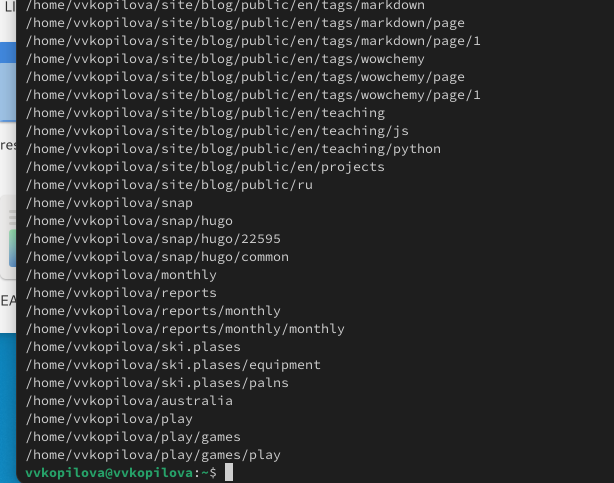 LI
/home/vvkopilova/site/blog/public/en/tags/markdown
/home/vvkopilova/site/blog/public/en/tags/markdown/page
/home/vvkopilova/site/blog/public/en/tags/markdown/page/1
/home/vvkopilova/site/blog/public/en/tags/wowchemy
/home/vvkopilova/site/blog/public/en/tags/wowchemy/page
/home/vvkopilova/site/blog/public/en/tags/wowchemy/page/1
/home/vvkopilova/site/blog/public/en/teaching
/home/vvkopilova/site/blog/public/en/teaching/js
res
/home/vvkopilova/site/blog/public/en/teaching/python
/home/vvkopilova/site/blog/public/en/projects
/home/vvkopilova/site/blog/public/ru
/home/vvkopilova/snap
/home/vvkopilova/snap/hugo
/home/vvkopilova/snap/hugo/22595
/home/vvkopilova/snap/hugo/common
/home/vvkopilova/monthly
/home/vvkopilova/reports
EA
/home/vvkopilova/reports/monthly
/home/vvkopilova/reports/monthly/monthly
/home/vvkopilova/ski.plases
/home/vvkopilova/ski.plases/equipment
/home/vvkopilova/ski.plases/palns
/home/vvkopilova/australia
/home/vvkopilova/play
/home/vvkopilova/play/games
/home/vvkopilova/play/games/play
vvkopilova@vvkopilova:~$